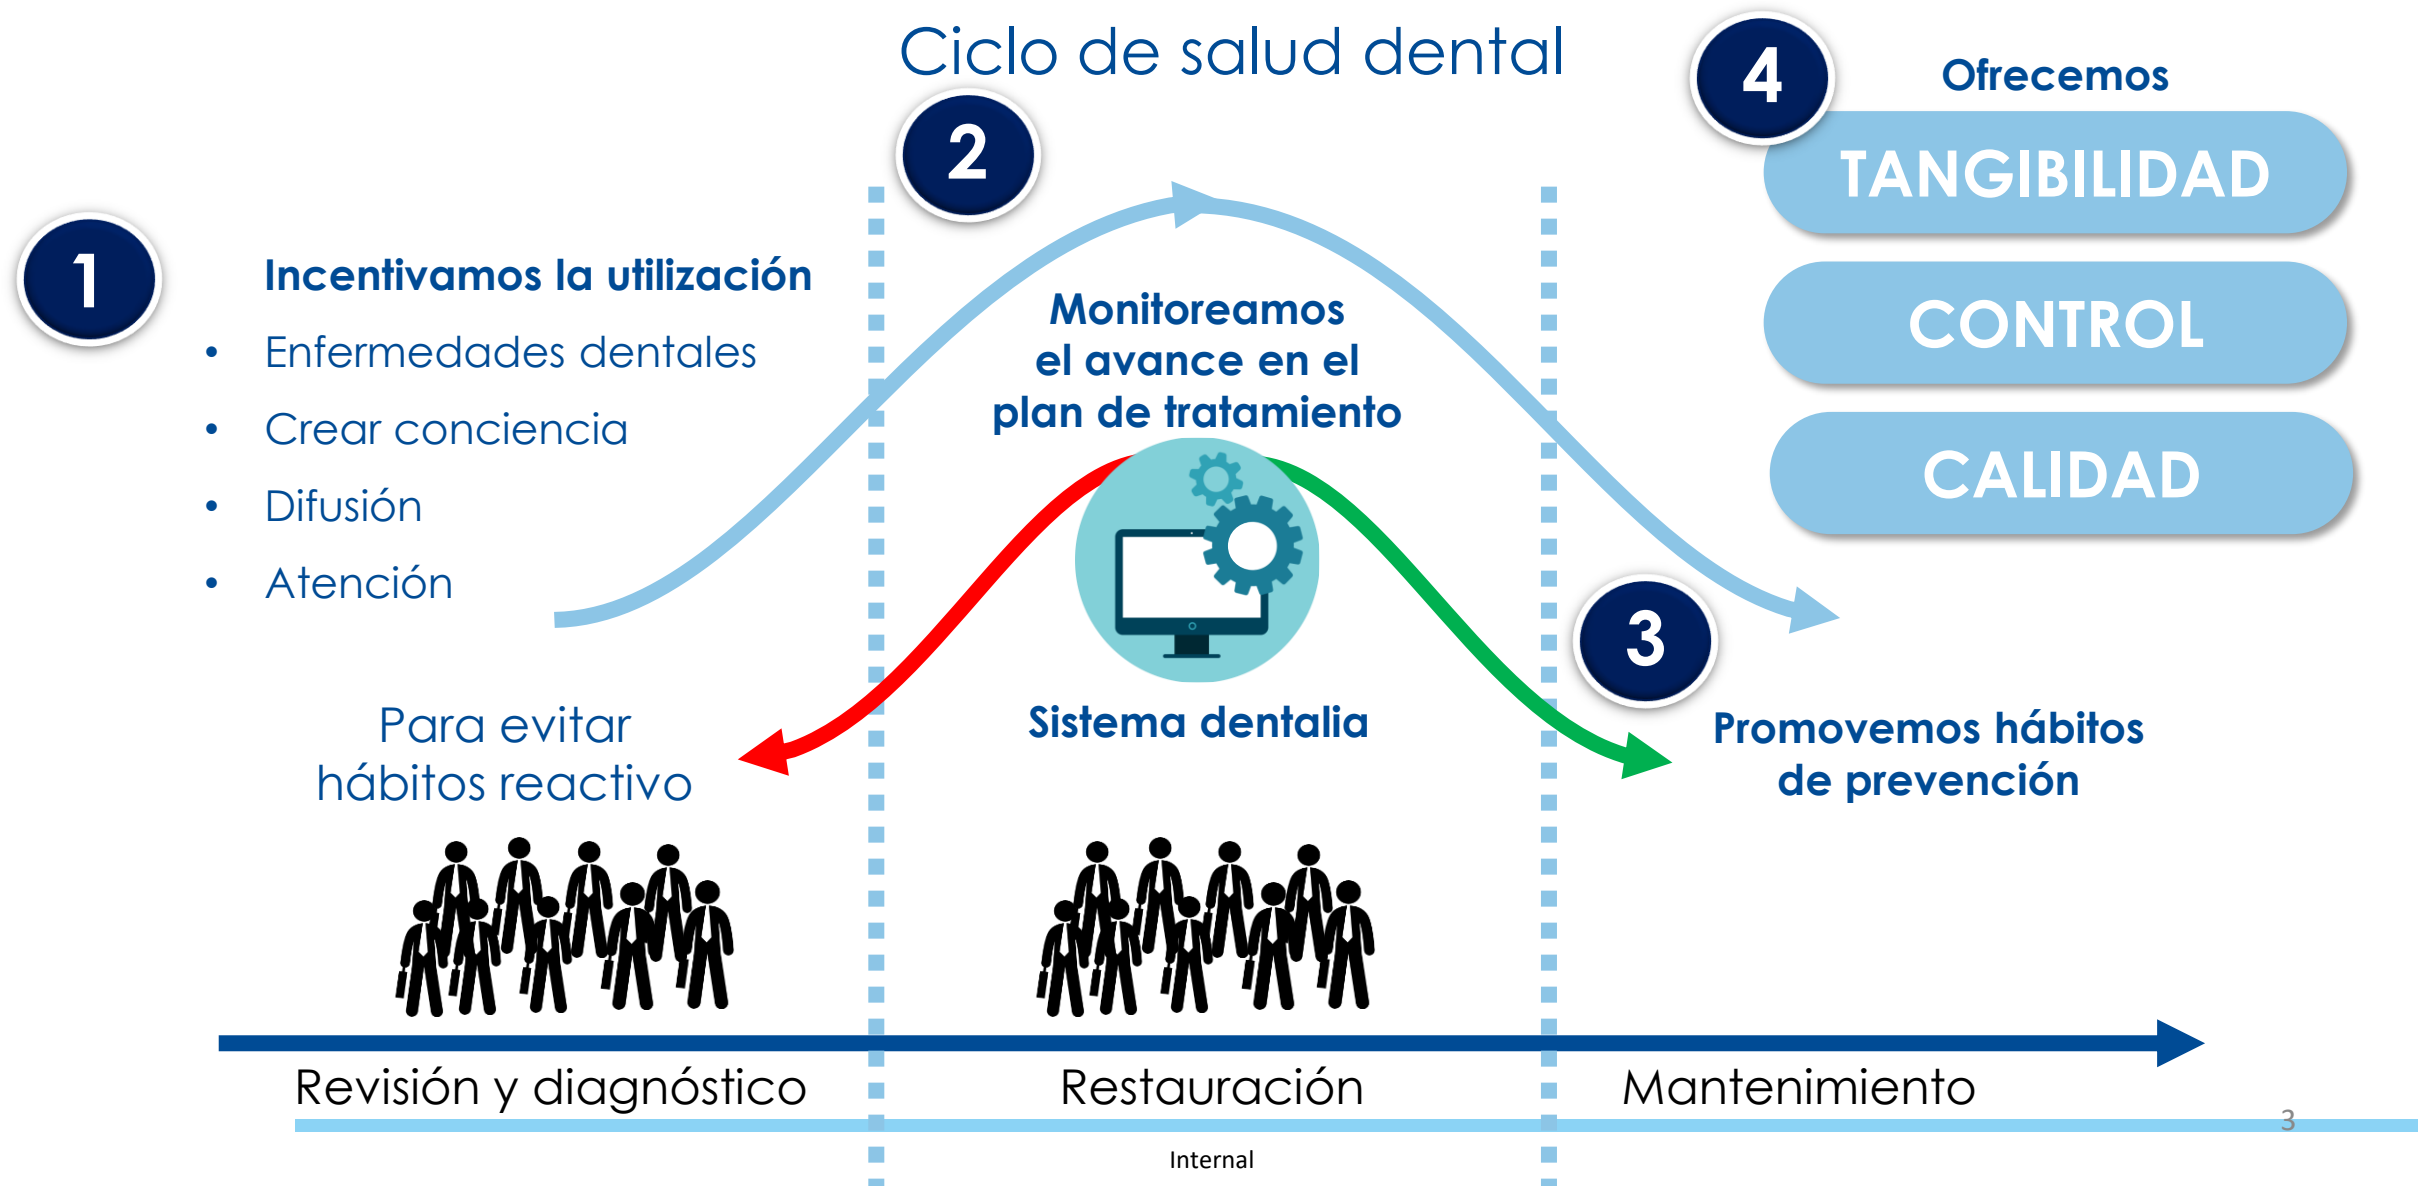 Ciclo de salud dental
1
Incentivamos la utilización
• Enfermedades dentales
• Crear conciencia
• Difusión
• Atención
Para evitar
hábitos reactivo
2
Monitoreamos
el avance en el
plan de tratamiento
Sistema dentalia
3
Promovemos hábitos
de prevención
4
Ofrecemos
TANGIBILIDAD
CONTROL
CALIDAD
Revisión y diagnóstico
Restauración
Mantenimiento
3
Internal